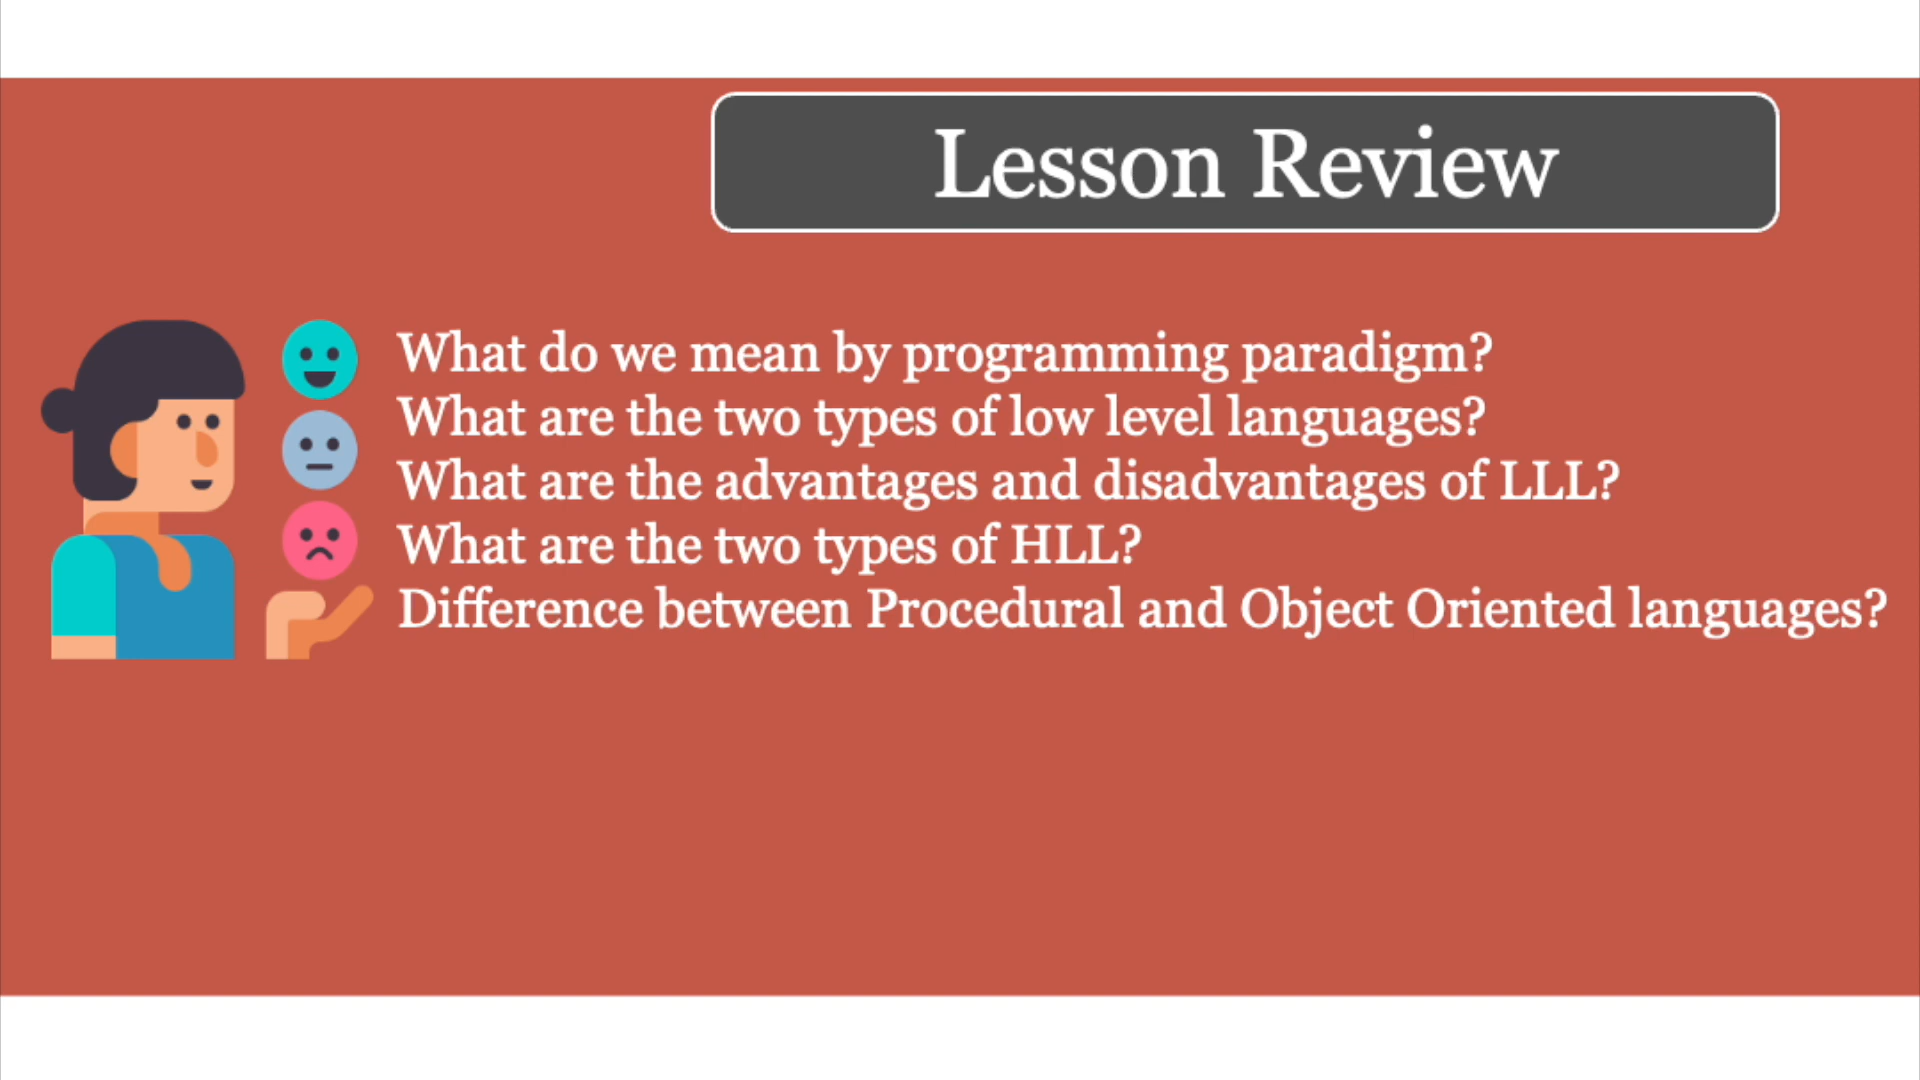 Lesson Review
What do we mean by programming paradigm?
What are the two types of low level languages?
What are the advantages and disadvantages of LLL?
What are the two types of HLL?
Difference between Procedural and Object Oriented languages?